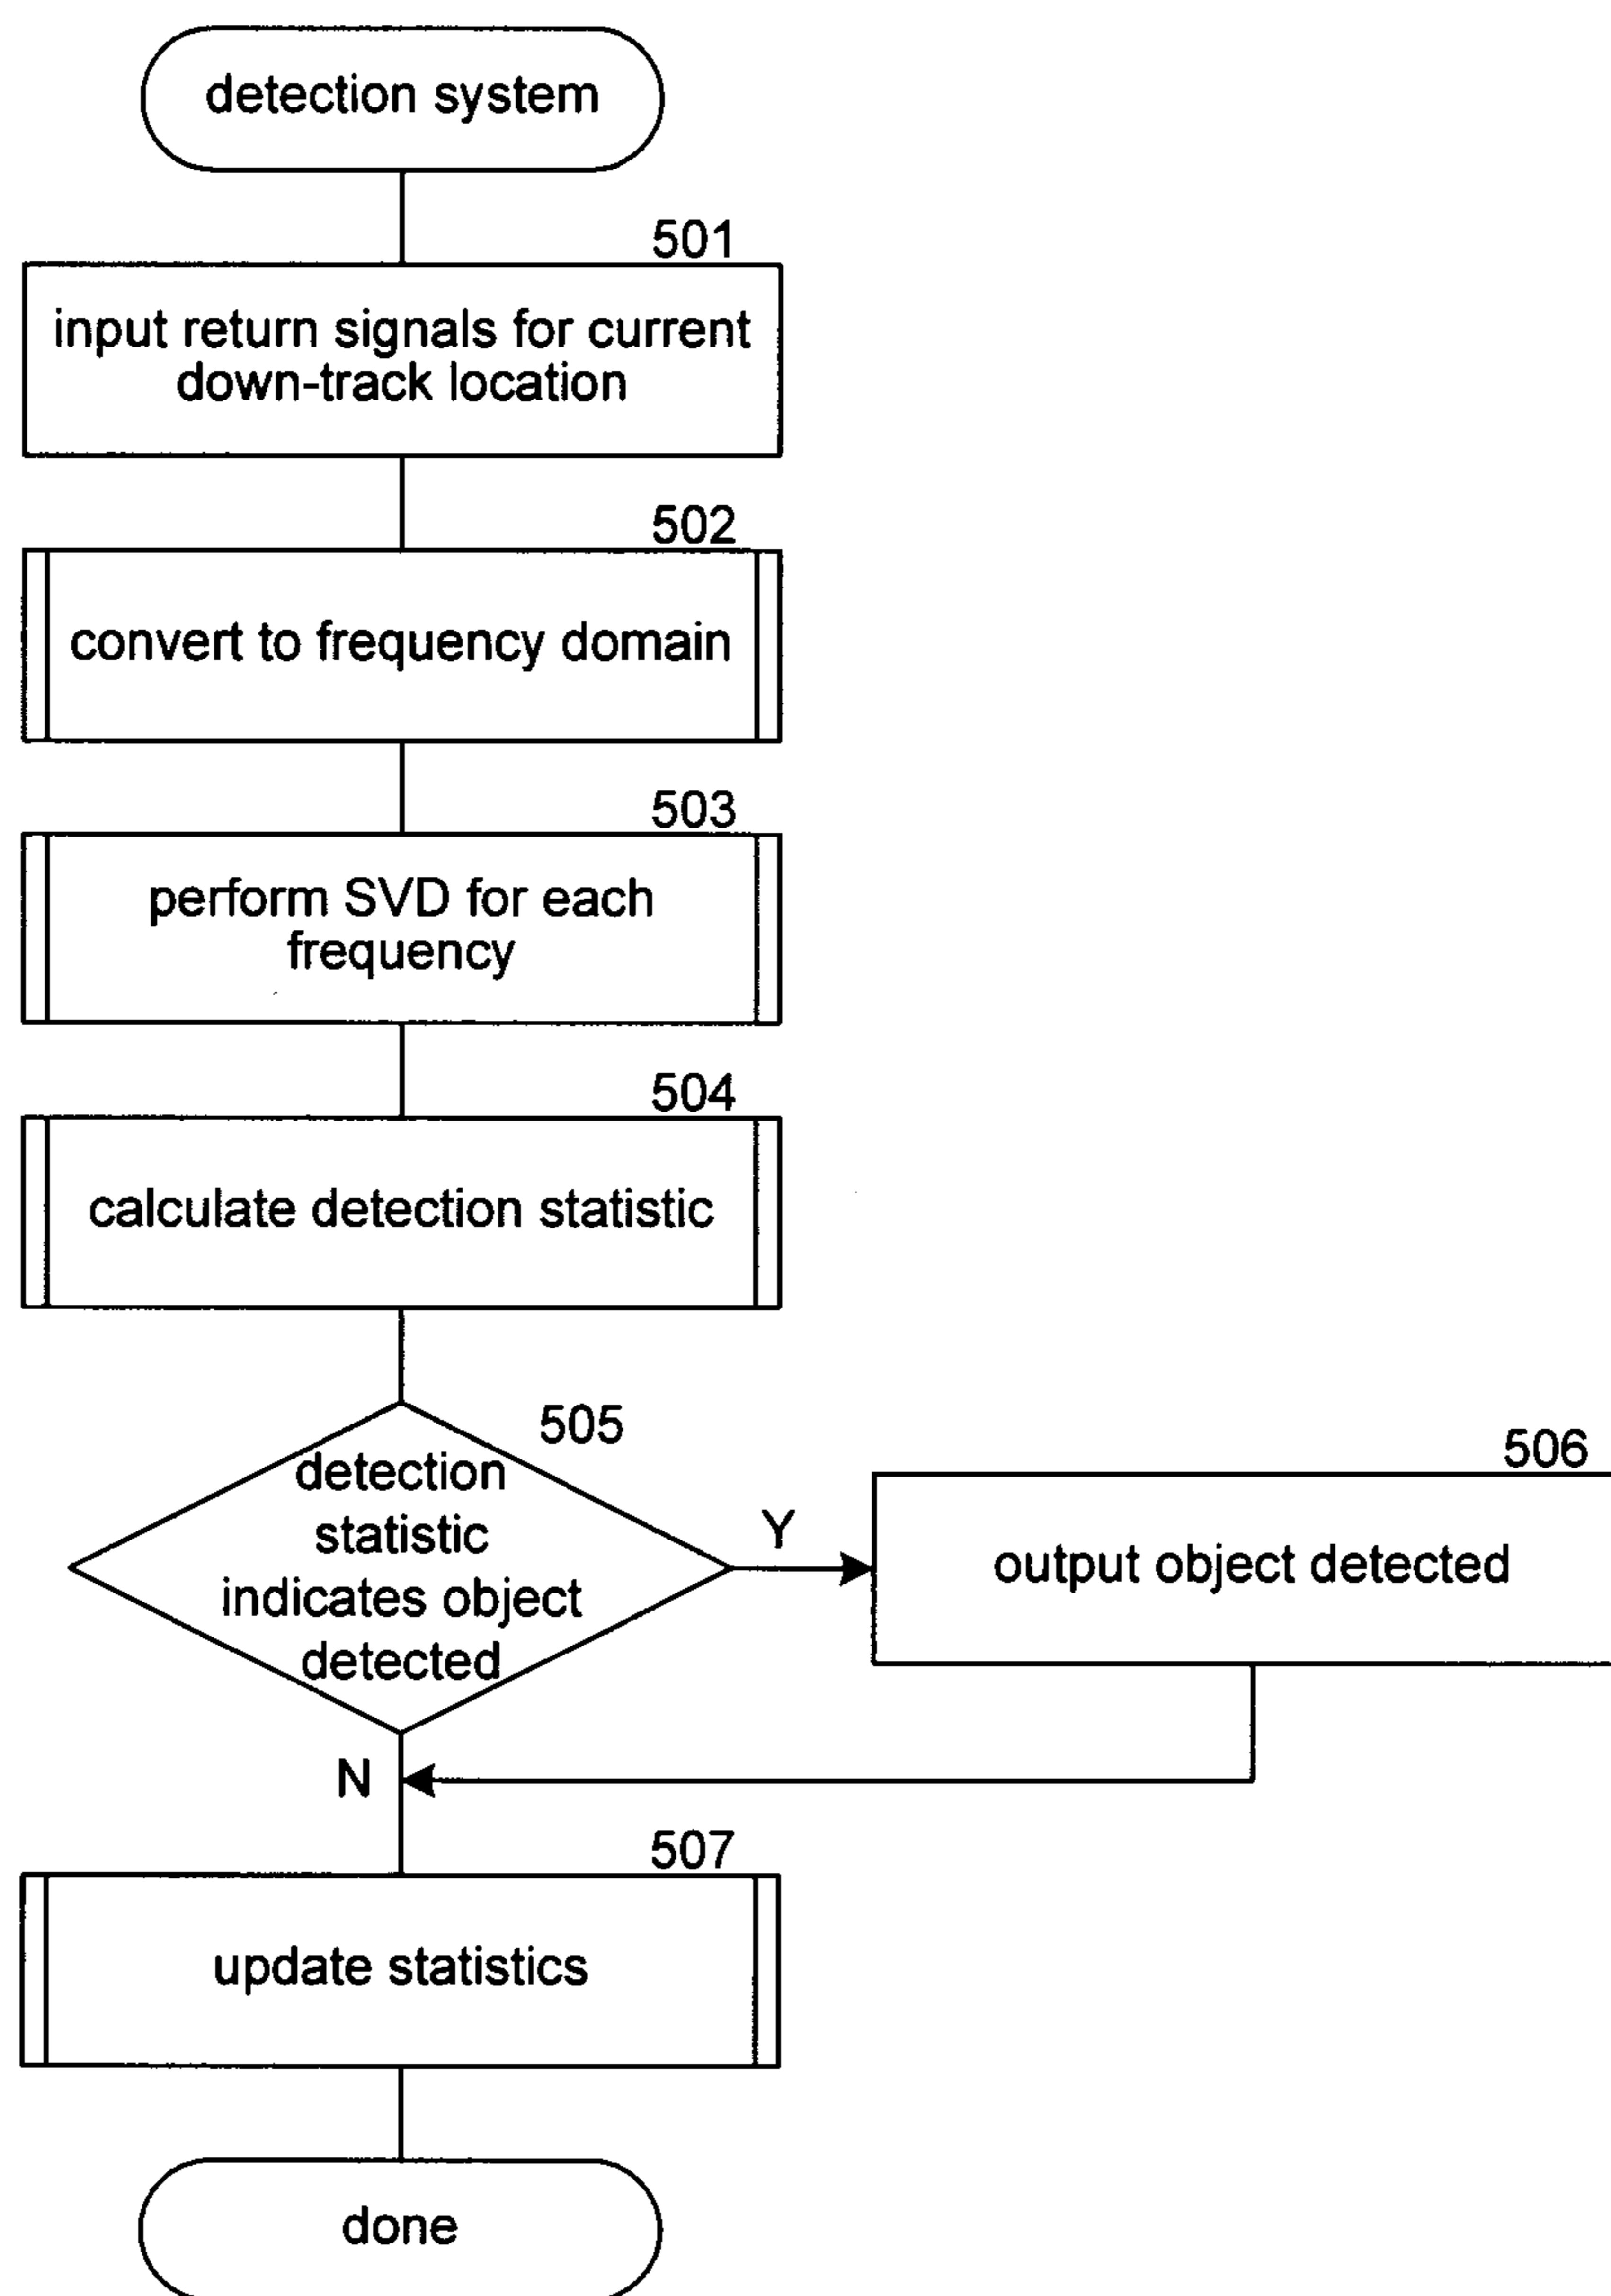 detection system
501
input return signals for current
down-track location
502
convert to frequency domain
503
perform SVD for each
frequency
504
calculate detection statistic
505
detection
statistic
indicates object
detected
Y
506
output object detected
N
507
update statistics
done